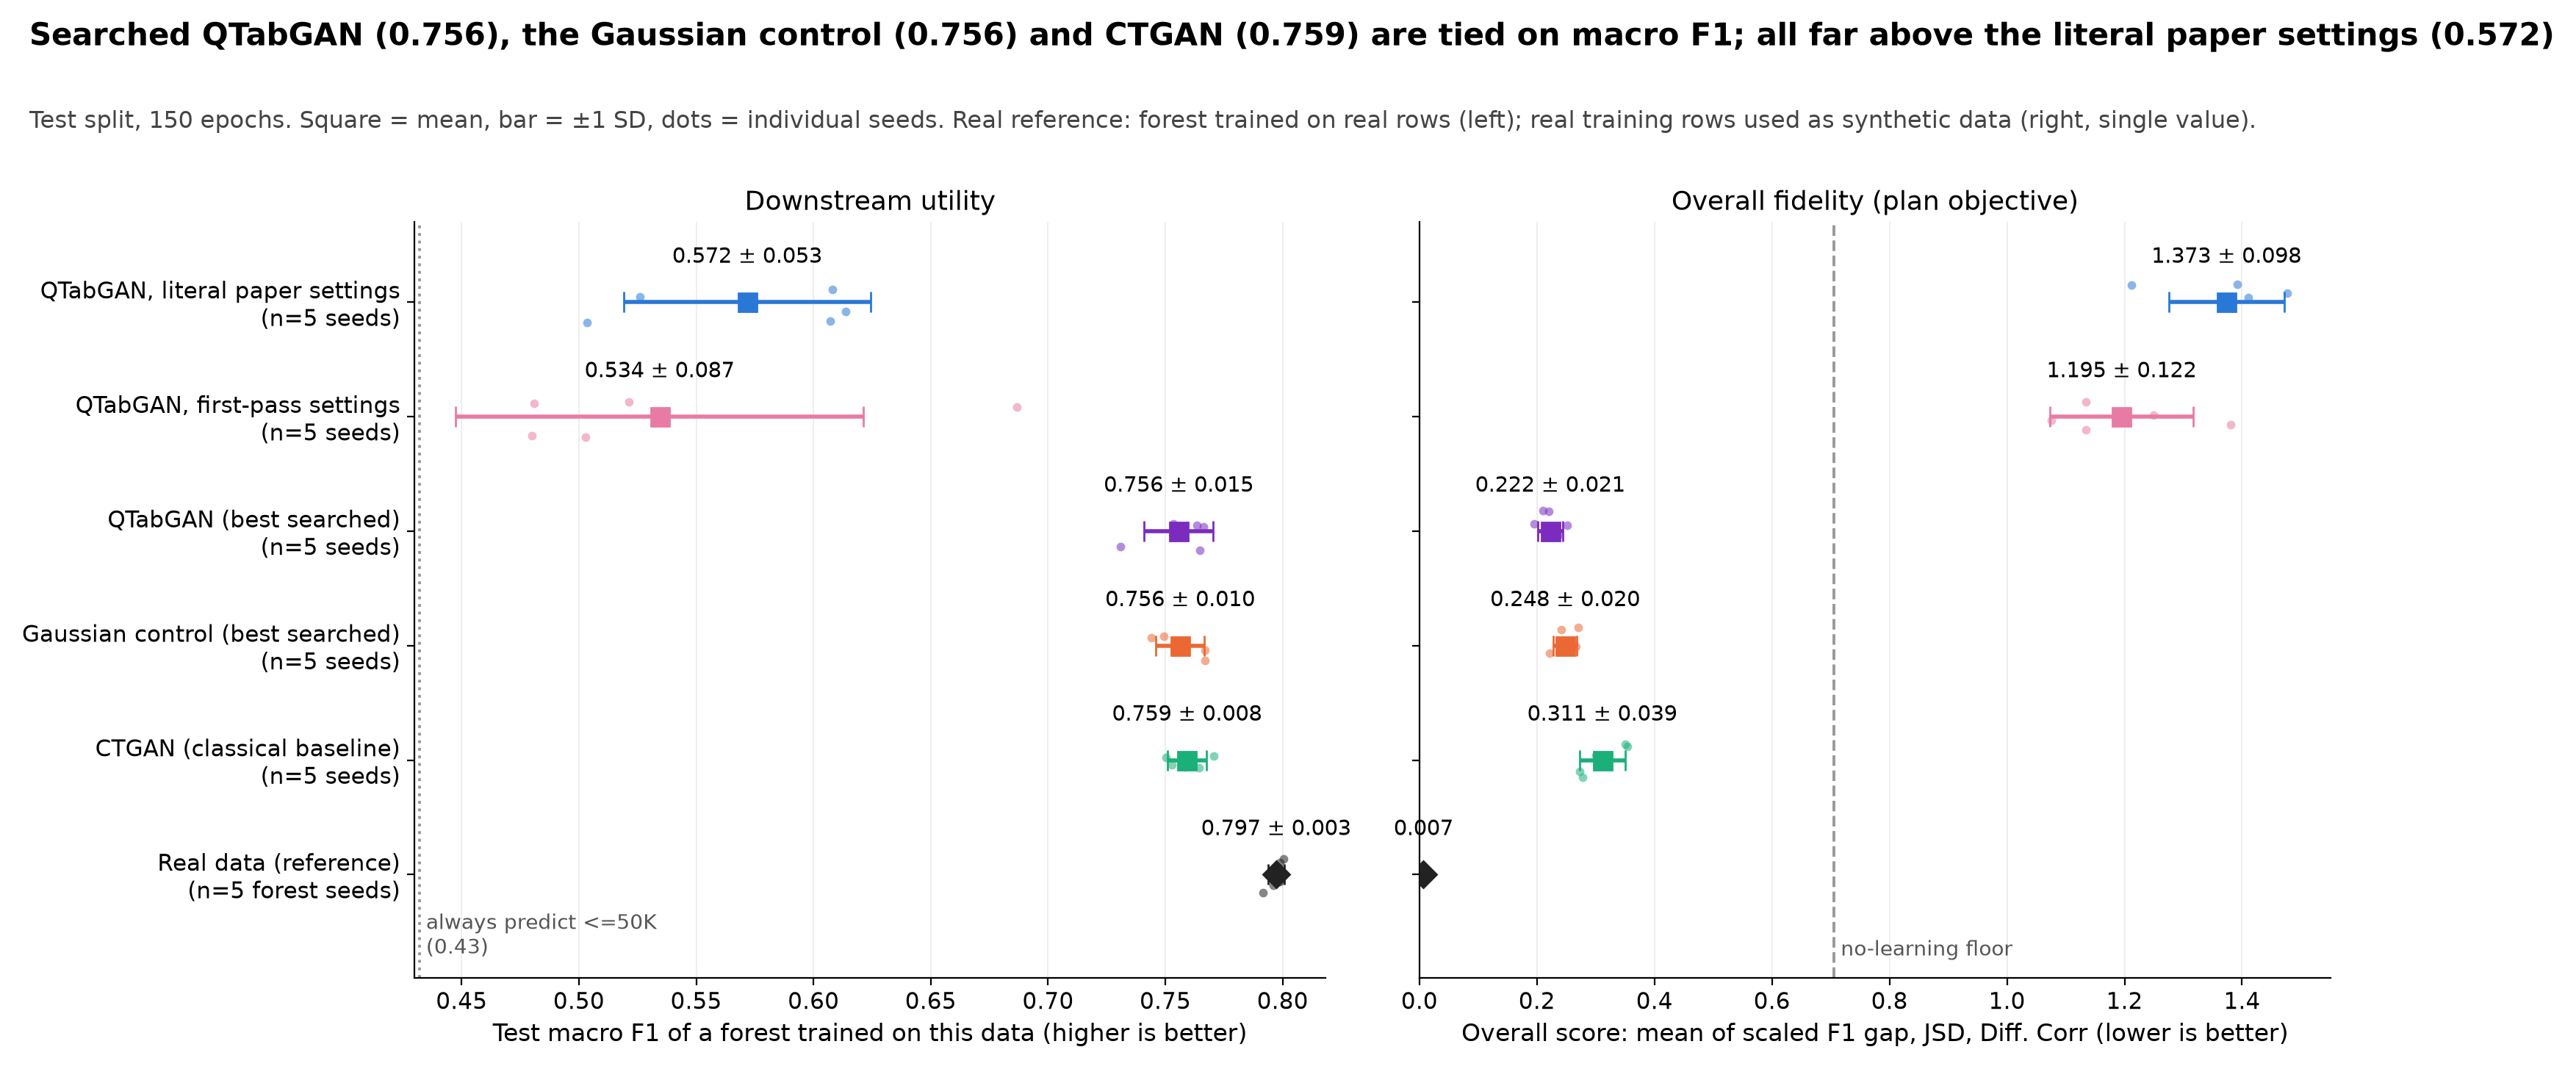 Searched QTabGAN (0.756), the Gaussian control (0.756) and CTGAN (0.759) are tied on macro F1; all far above the literal paper settings (0.572)
Test split, 150 epochs. Square = mean, bar = ±1 SD, dots = individual seeds. Real reference: forest trained on real rows (left); real training rows used as synthetic data (right, single value).
Downstream utility
QTabGAN, literal paper settings
(n=5 seeds)
QTabGAN, first-pass settings
(n=5 seeds)
QTabGAN (best searched)
(n=5 seeds)
Gaussian control (best searched)
(n=5 seeds)
CTGAN (classical baseline)
(n=5 seeds)
Real data (reference)
(n=5 forest seeds)
0.572 ± 0.053
0.534 ± 0.087
0.756 ± 0.015
0.756 ± 0.010
0.759 ± 0.008
0.797 ± 0.003
always predict <=50K
(0.43)
0.45 0.50 0.55 0.60 0.65 0.70 0.75 0.80
Test macro F1 of a forest trained on this data (higher is better)
Overall fidelity (plan objective)
1.373 ± 0.098
1.195 ± 0.122
0.222 ± 0.021
0.248 ± 0.020
0.311 ± 0.039
0.007
no-learning floor
0.0 0.2 0.4 0.6 0.8 1.0 1.2 1.4
Overall score: mean of scaled F1 gap, JSD, Diff. Corr (lower is better)